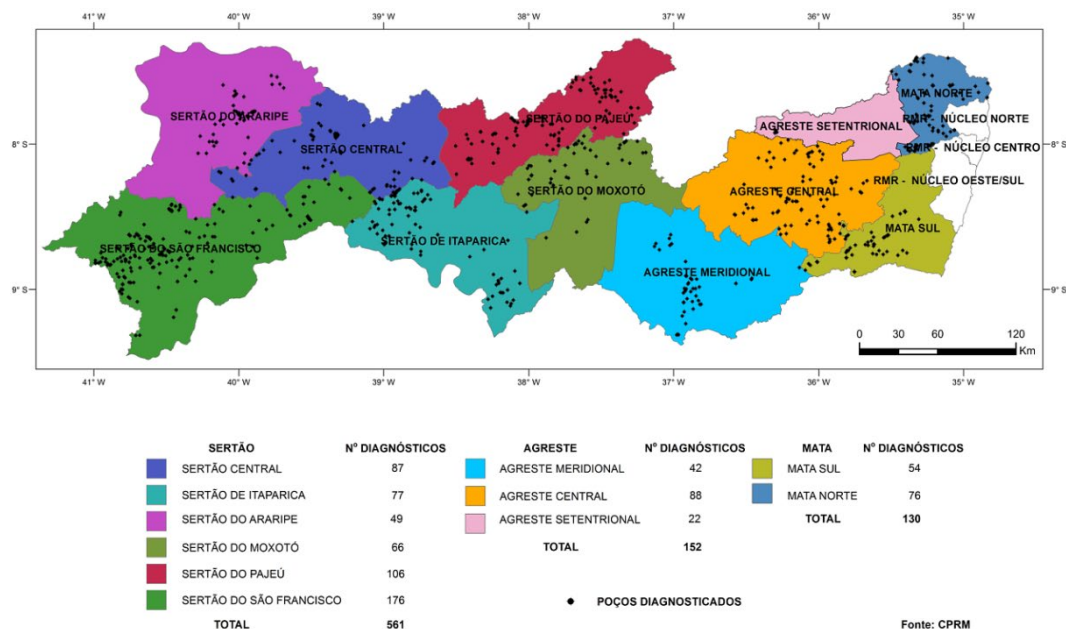 41° W 40° W 39° W 38° W 37° W 36° W 35° W
MATA NORTE
SERTÃO DO ARARIPE
SERTÃO DO PAJEÚ
RMR - NÚCLEO NORTE
AGRESTE SETENTRIONAL
8° S 8° S
SERTÃO CENTRAL
RMR - NÚCLEO CENTRO
RMR - NÚCLEO OESTE/SUL
SERTÃO DO MOXOTÓ
AGRESTE CENTRAL
MATA SUL
SERTÃO DE ITAPARICA
SERTÃO DO SÃO FRANCISCO
AGRESTE MERIDIONAL
9° S 9° S
0 30 60 120
Km
41° W 40° W 39° W 38° W 37° W 36° W 35° W
SERTÃO Nº DIAGNÓSTICOS AGRESTE Nº DIAGNÓSTICOS MATA Nº DIAGNÓSTICOS
SERTÃO CENTRAL 87 AGRESTE MERIDIONAL 42 MATA SUL 54
SERTÃO DE ITAPARICA 77 AGRESTE CENTRAL 88 MATA NORTE 76
SERTÃO DO ARARIPE 49 AGRESTE SETENTRIONAL 22 TOTAL 130
SERTÃO DO MOXOTÓ 66 TOTAL 152
SERTÃO DO PAJEÚ 106
SERTÃO DO SÃO FRANCISCO 176 POÇOS DIAGNOSTICADOS
TOTAL 561 Fonte: CPRM